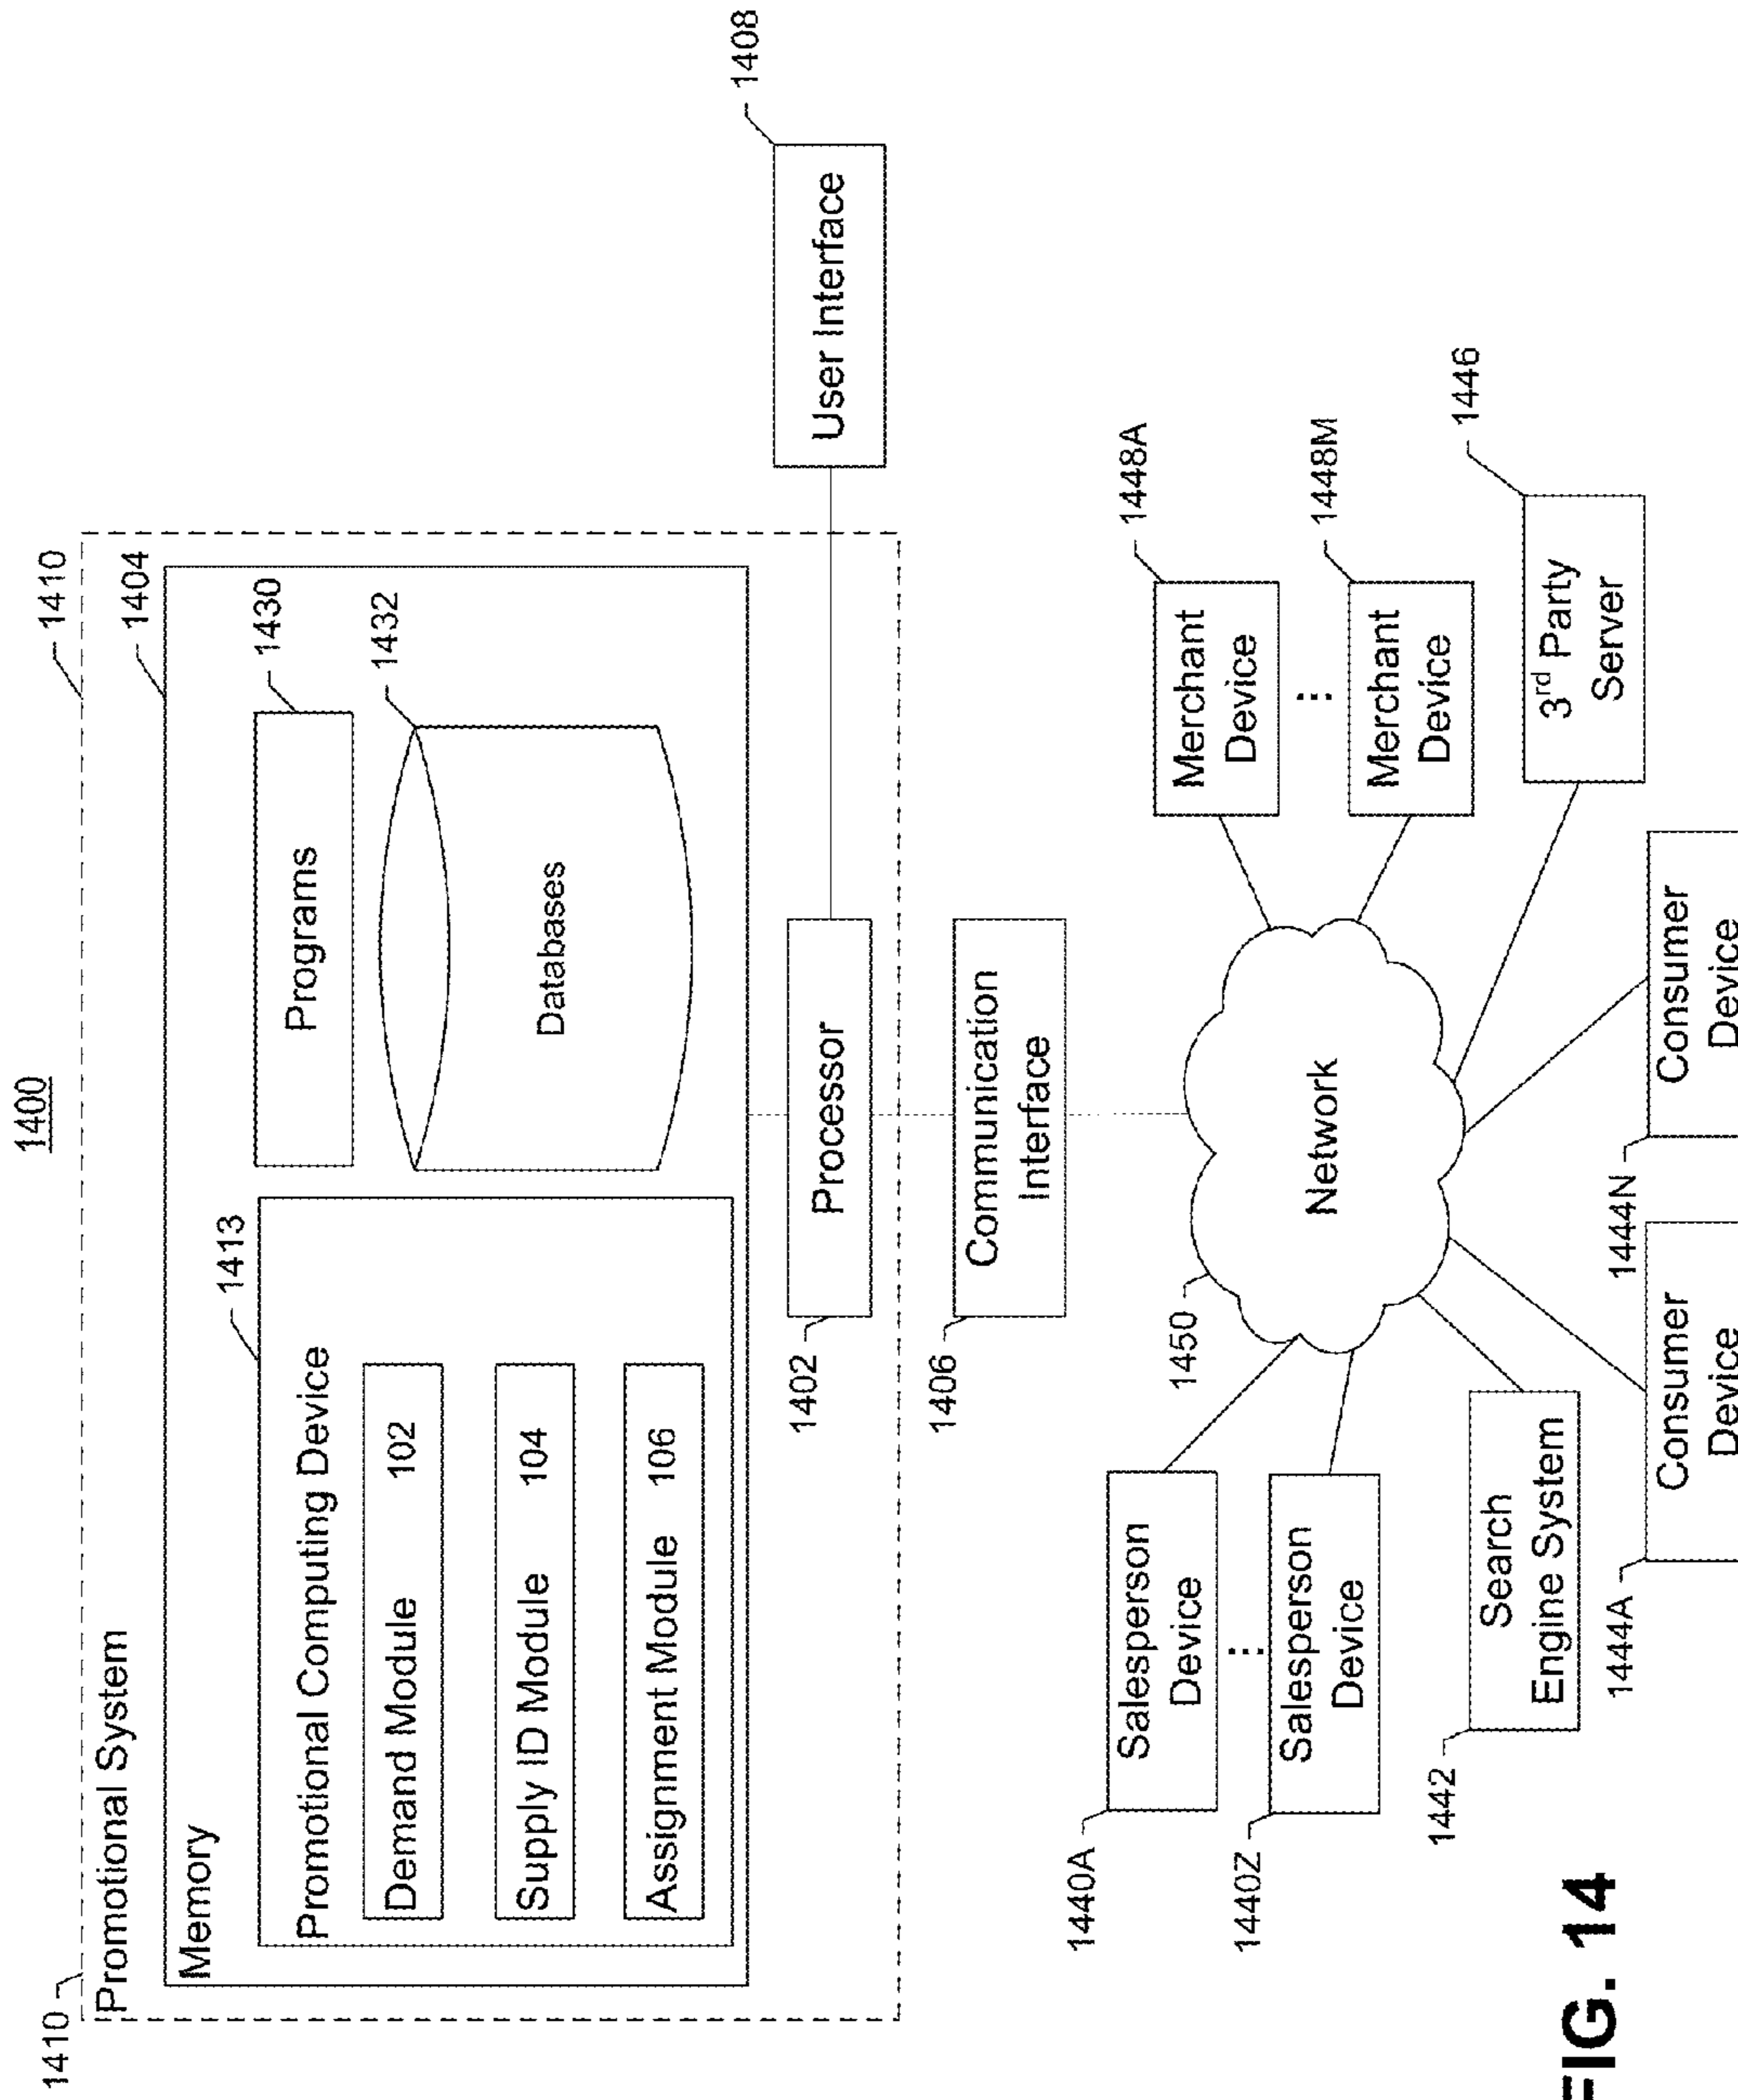 1400
1410
1410
Promotional System
1404
Memory
1413
Promotional Computing Device
Demand Module 102
Supply ID Module 104
Assignment Module 106
Programs
1430
1432
Databases
Processor
1402
User Interface
1408
Communication
Interface
1406
Network
1450
Salesperson
Device
1440A
...
Salesperson
Device
1440Z
Search
Engine System
1442
Consumer
Device
1444A
Consumer
Device
1444N
3rd Party
Server
1446
Merchant
Device
1448A
...
Merchant
Device
1448M
FIG. 14